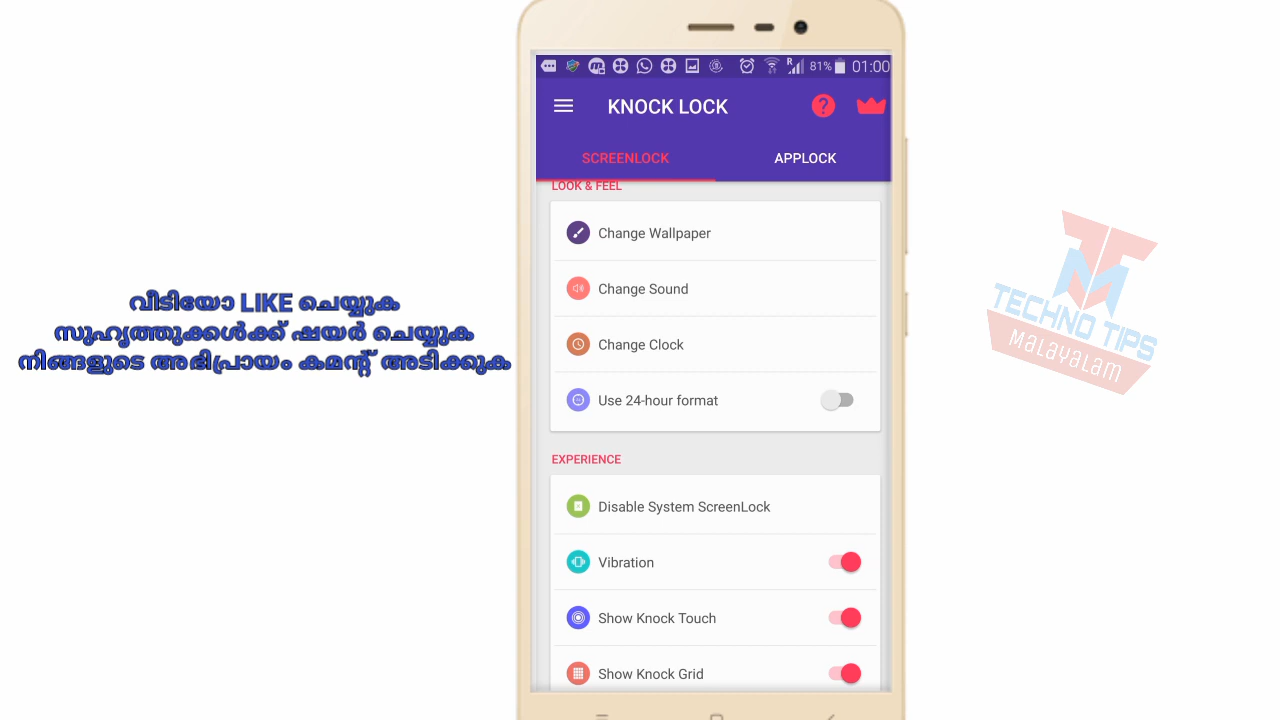 81% 01:00
KNOCK LOCK
SCREENLOCK APPLOCK
LOOK & FEEL
Change Wallpaper
Change Sound
Change Clock
Use 24-hour format
EXPERIENCE
Disable System ScreenLock
Vibration
Show Knock Touch
Show Knock Grid
വീടിയോ LIKE ചെയ്യുക
സുഹൃത്തുക്കൾക്ക് ഷയർ ചെയ്യുക
നിങ്ങളുടെ അഭിപ്രായം കമന്റ് അടിക്കുക
TM
TECHNO TIPS
Malayalam